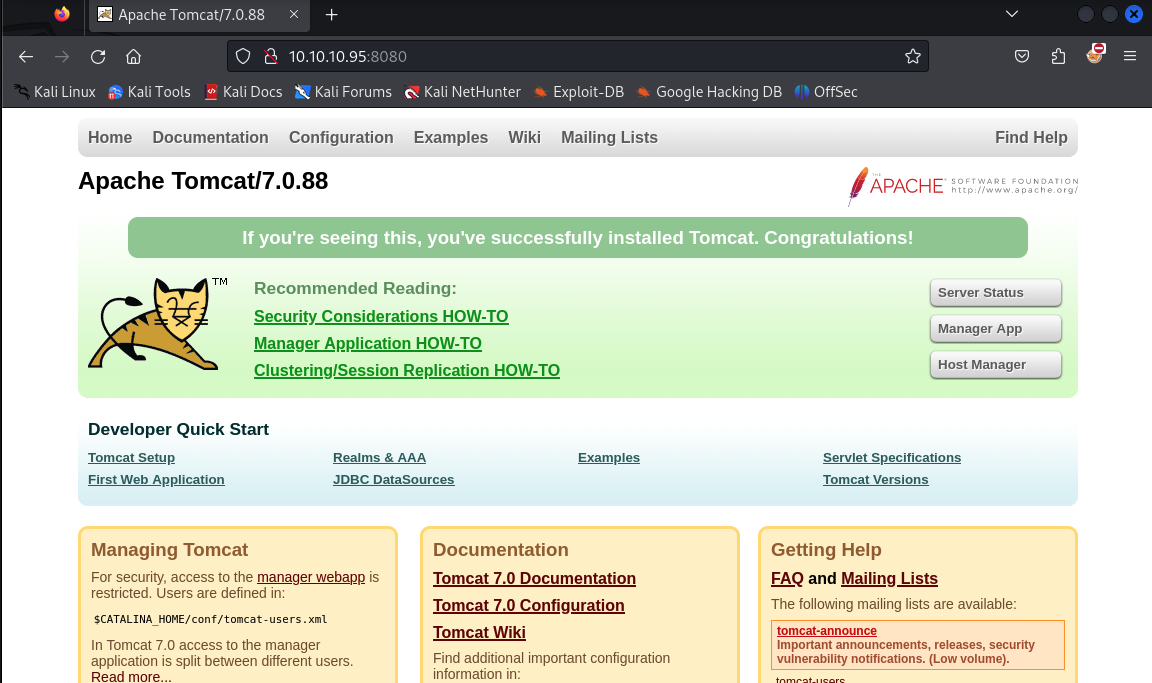 Apache Tomcat/7.0.88
10.10.10.95:8080
Kali Linux Kali Tools Kali Docs Kali Forums Kali NetHunter Exploit-DB Google Hacking DB OffSec
Home Documentation Configuration Examples Wiki Mailing Lists Find Help
Apache Tomcat/7.0.88
THE APACHE® SOFTWARE FOUNDATION
http://www.apache.org/
If you're seeing this, you've successfully installed Tomcat. Congratulations!
TM
Recommended Reading:
Security Considerations HOW-TO
Manager Application HOW-TO
Clustering/Session Replication HOW-TO
Server Status
Manager App
Host Manager
Developer Quick Start
Tomcat Setup Realms & AAA Examples Servlet Specifications
First Web Application JDBC DataSources Tomcat Versions
Managing Tomcat
For security, access to the manager webapp is
restricted. Users are defined in:
$CATALINA_HOME/conf/tomcat-users.xml
In Tomcat 7.0 access to the manager
application is split between different users.
Read more...
Documentation
Tomcat 7.0 Documentation
Tomcat 7.0 Configuration
Tomcat Wiki
Find additional important configuration
information in:
Getting Help
FAQ and Mailing Lists
The following mailing lists are available:
tomcat-announce
Important announcements, releases, security
vulnerability notifications. (Low volume).
tomcat-users